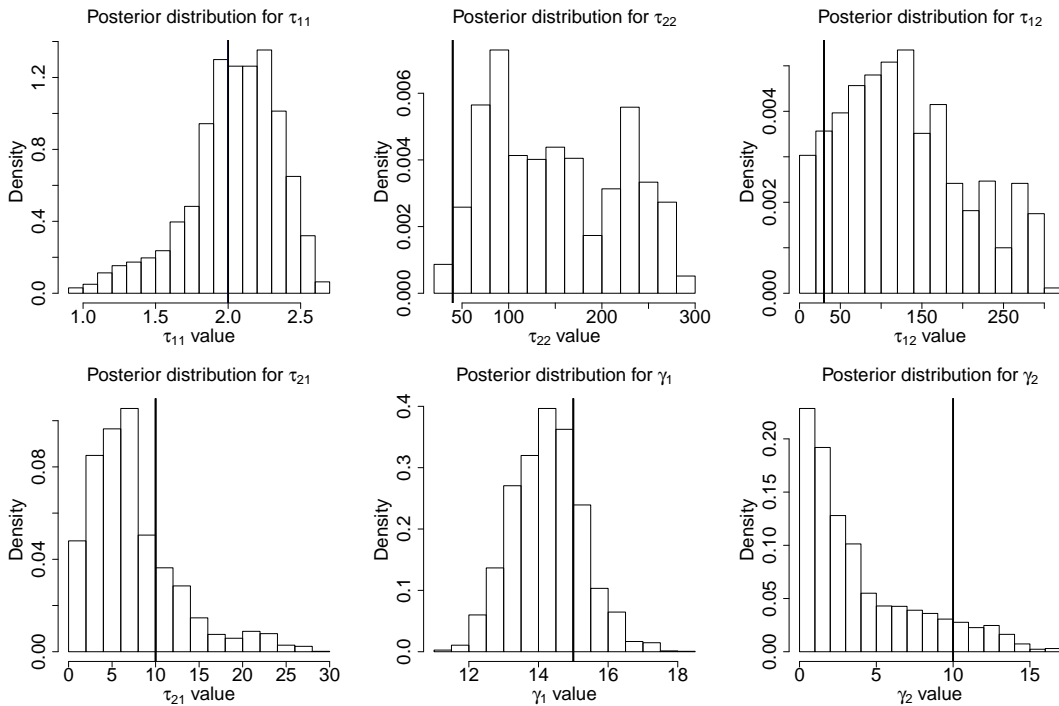 Posterior distribution for τ11
Density
0.0 0.4 0.8 1.2
1.0 1.5 2.0 2.5
τ11 value
Posterior distribution for τ22
Density
0.000 0.002 0.004 0.006
50 100 200 300
τ22 value
Posterior distribution for τ12
Density
0.000 0.002 0.004
0 50 150 250
τ12 value
Posterior distribution for τ21
Density
0.00 0.04 0.08
0 5 10 15 20 25 30
τ21 value
Posterior distribution for γ1
Density
0.0 0.1 0.2 0.3 0.4
12 14 16 18
γ1 value
Posterior distribution for γ2
Density
0.00 0.05 0.10 0.15 0.20
0 5 10 15
γ2 value